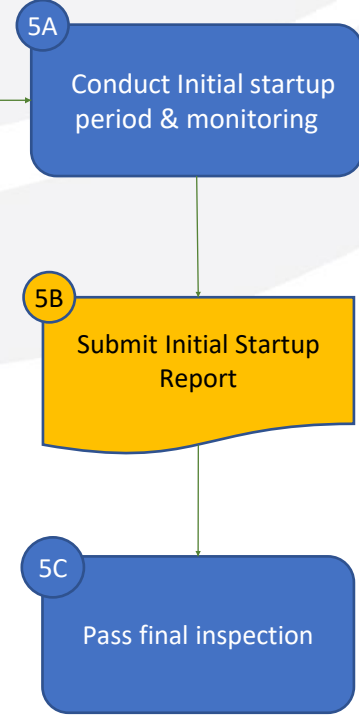 5A
Conduct Initial startup
period & monitoring
5B
Submit Initial Startup
Report
5C
Pass final inspection